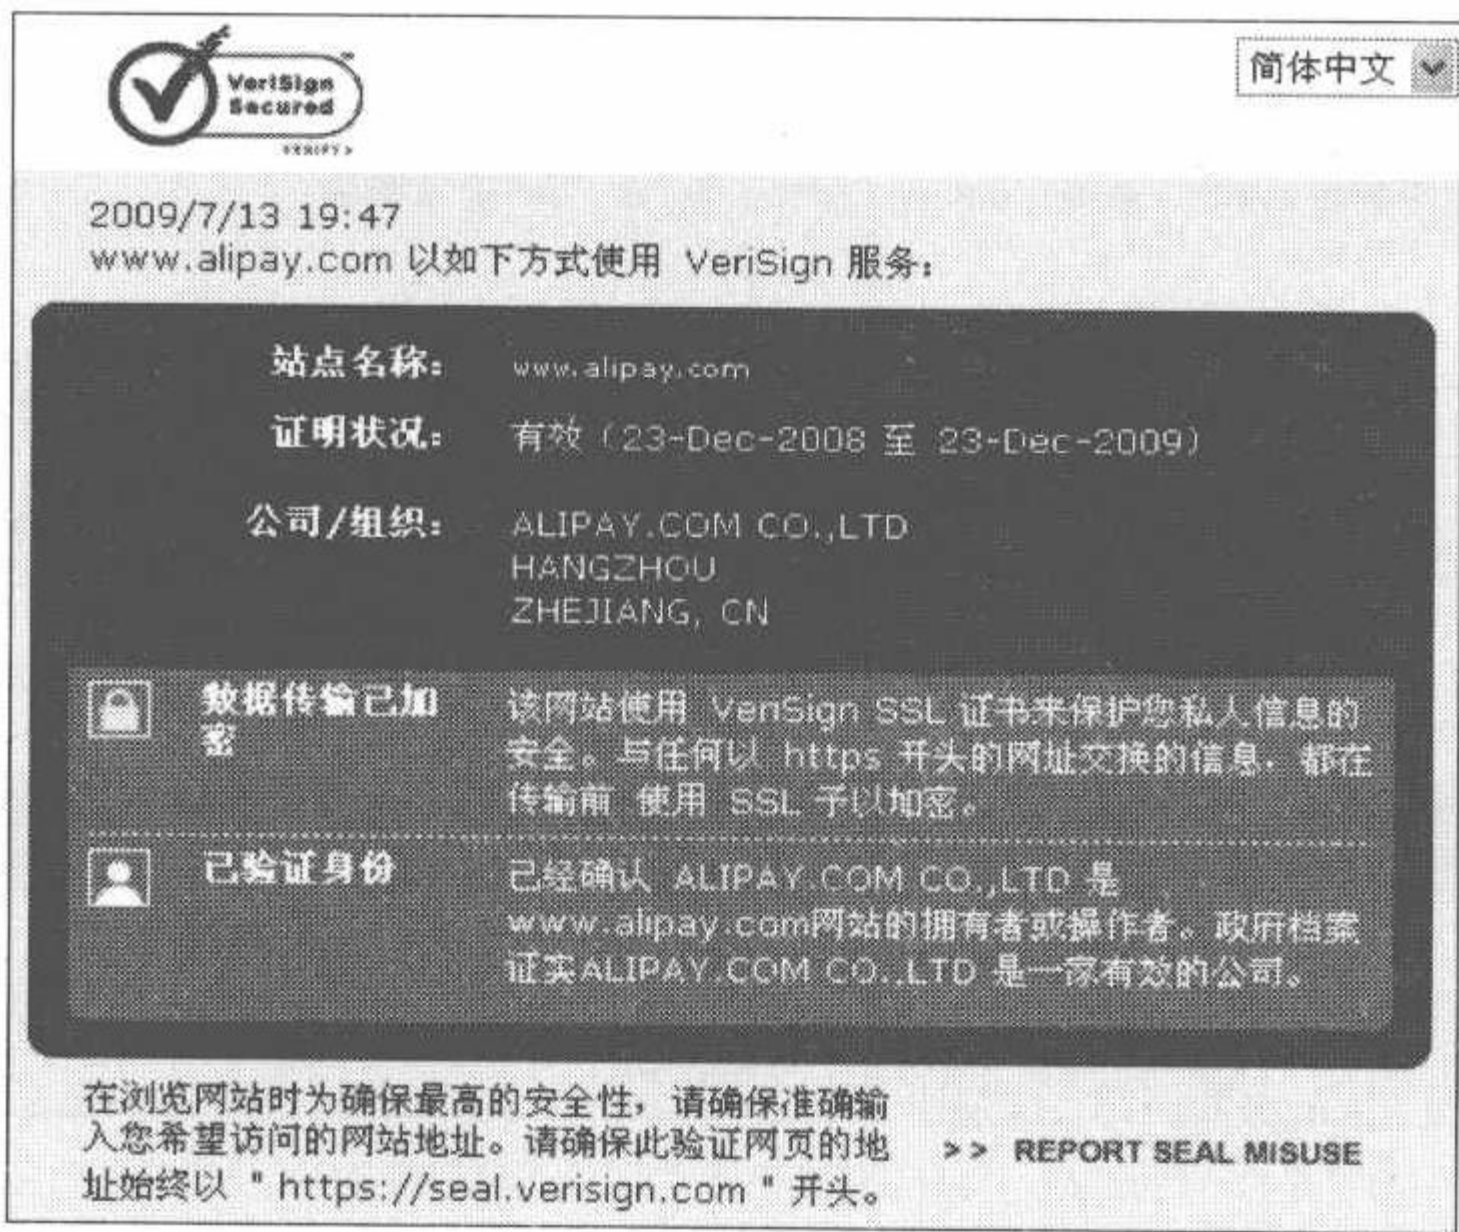 VeriSign
Secured
VERIFY>
简体中文
2009/7/13 19:47
www.alipay.com 以如下方式使用 VeriSign 服务:
站点名称: www.alipay.com
证明状况: 有效 (23-Dec-2008 至 23-Dec-2009)
公司/组织: ALIPAY.COM CO.,LTD
HANGZHOU
ZHEJIANG, CN
数据传输已加
密
该网站使用 VeriSign SSL 证书来保护您私人信息的
安全。与任何以 https 开头的网址交换的信息, 都在
传输前 使用 SSL 予以加密。
已验证身份
已经确认 ALIPAY.COM CO.,LTD 是
www.alipay.com网站的拥有者或操作者。政府档案
证实ALIPAY.COM CO.,LTD 是一家有效的公司。
在浏览网站时为确保最高的安全性,请确保准确输
入您希望访问的网站地址。请确保此验证网页的地
址始终以 " https://seal.verisign.com " 开头。
>> REPORT SEAL MISUSE